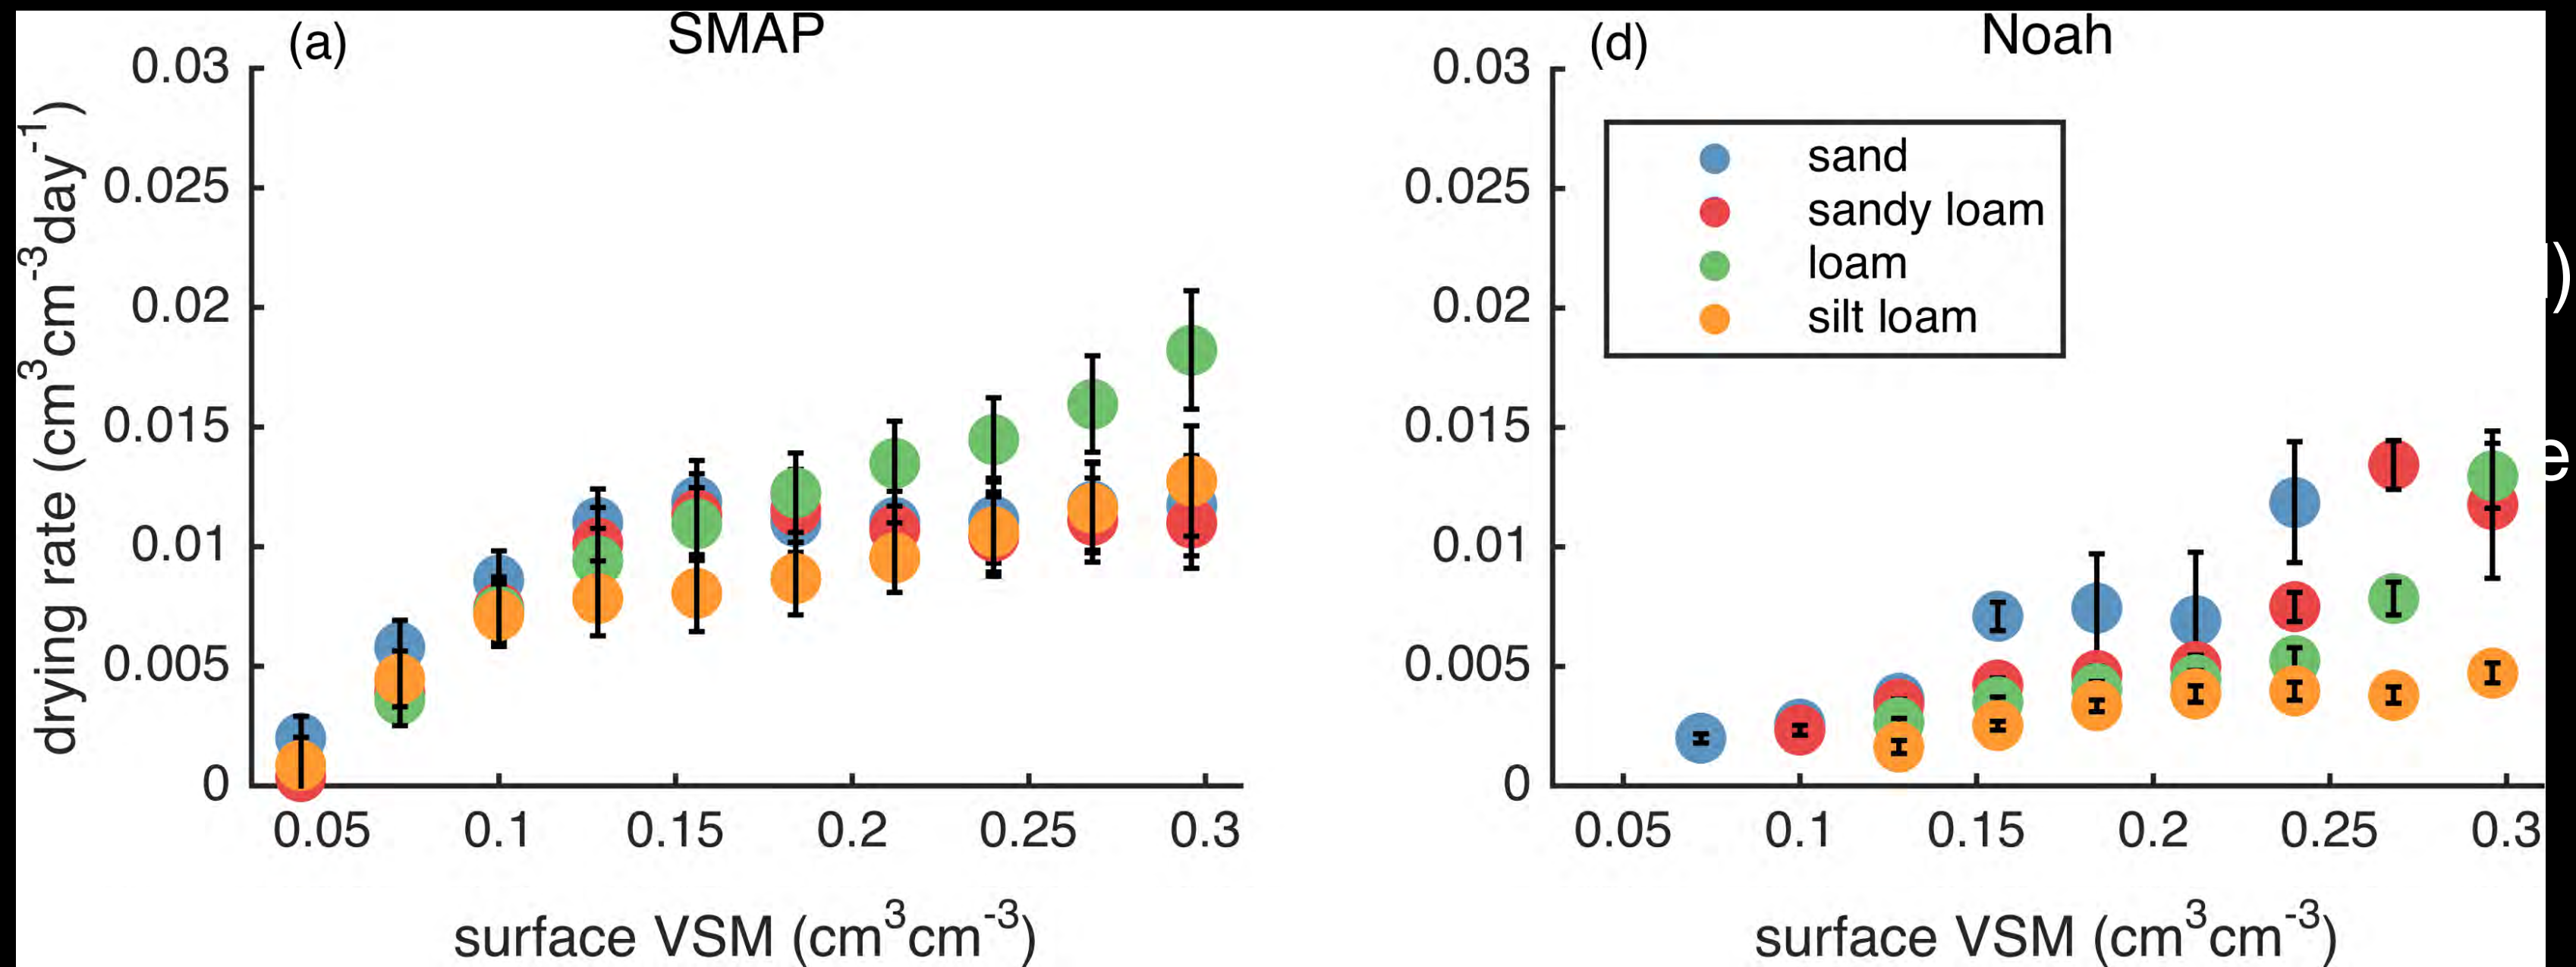 (a) SMAP
0.03
0.025
0.02
0.015
0.01
0.005
0
drying rate (cm³cm⁻³day⁻¹)
0.05 0.1 0.15 0.2 0.25 0.3
surface VSM (cm³cm⁻³)
(d) Noah
0.03
0.025
0.02
0.015
0.01
0.005
0
sand
sandy loam
loam
silt loam
0.05 0.1 0.15 0.2 0.25 0.3
surface VSM (cm³cm⁻³)
)
e